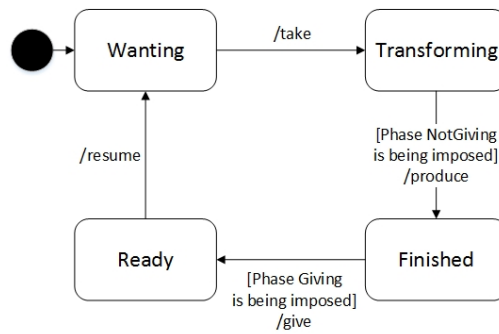 Wanting
/take
Transforming
[Phase NotGiving
is being imposed]
/produce
/resume
Ready
[Phase Giving
is being imposed]
/give
Finished